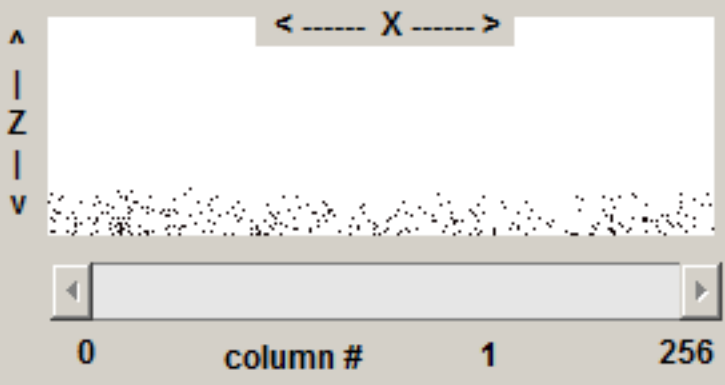 < ------ X ------ >
^
|
Z
|
v
0 column # 1 256